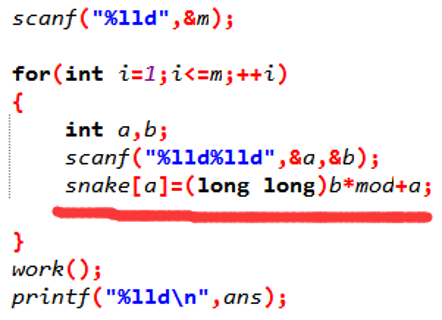 scanf("%lld",&m);
for(int i=1;i<=m;++i)
{
int a,b;
scanf("%lld%lld",&a,&b);
snake[a]=(long long)b*mod+a;
}
work();
printf("%lld\n",ans);